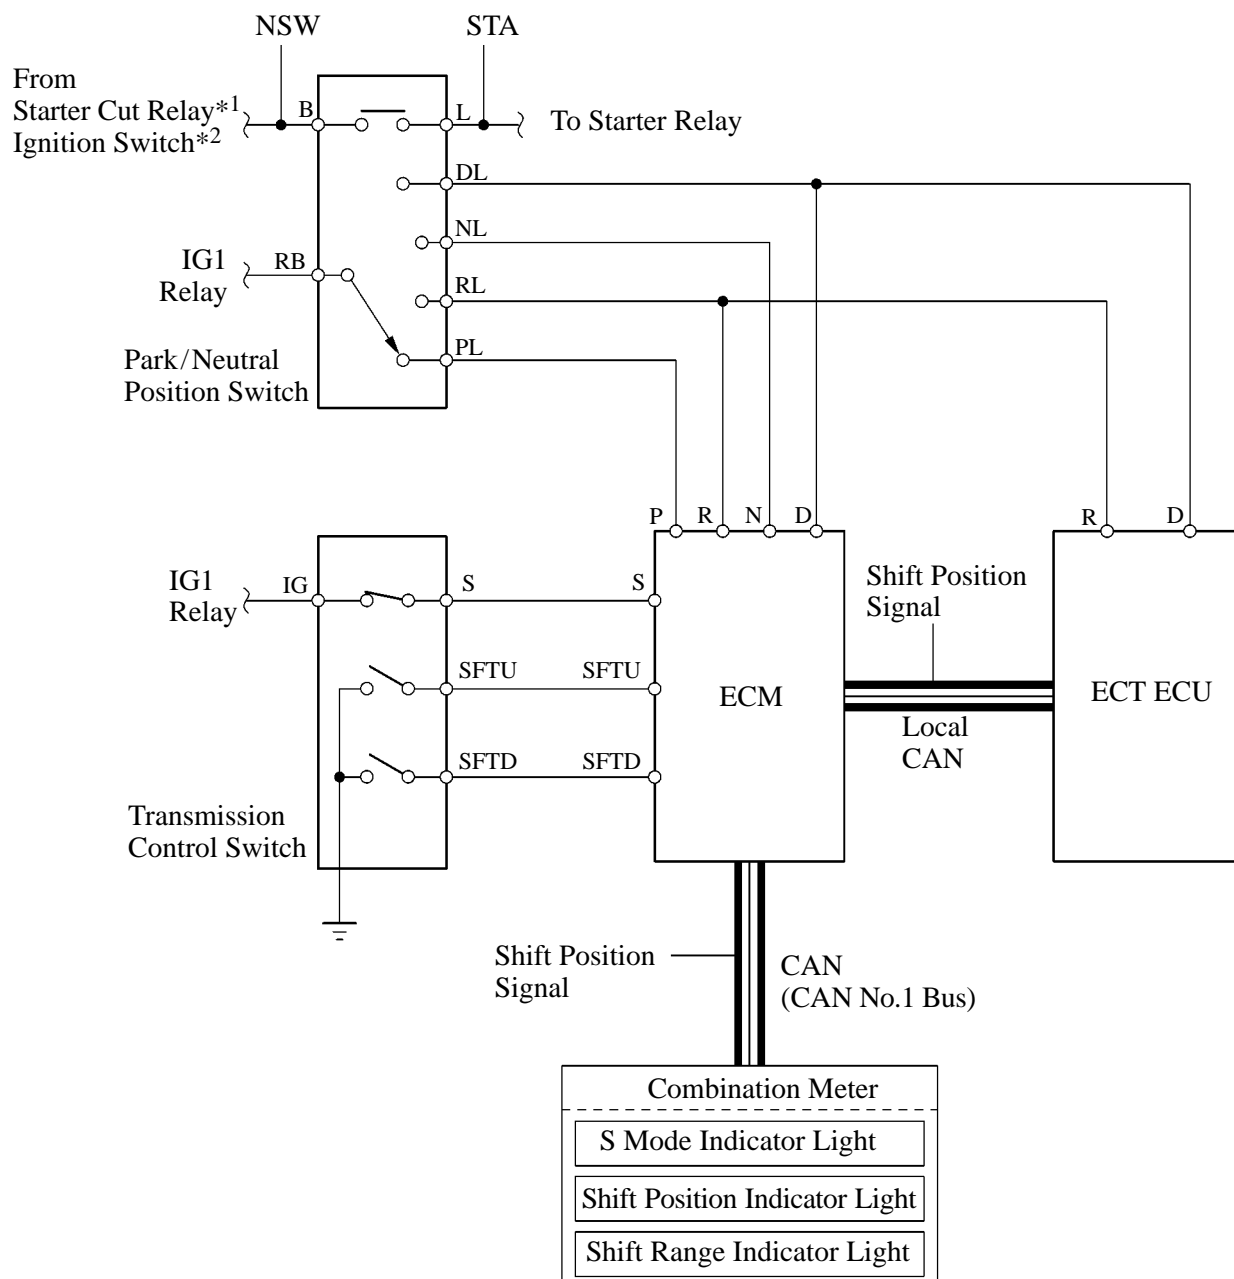 NSW
STA
From
Starter Cut Relay*1
Ignition Switch*2
B
L
To Starter Relay
DL
NL
IG1
Relay
RB
RL
PL
Park/Neutral
Position Switch
P
R
N
D
R
D
IG1
Relay
IG
S
S
Shift Position
Signal
SFTU
SFTU
ECM
ECT ECU
Local
CAN
SFTD
SFTD
Transmission
Control Switch
Shift Position
Signal
CAN
(CAN No.1 Bus)
Combination Meter
S Mode Indicator Light
Shift Position Indicator Light
Shift Range Indicator Light